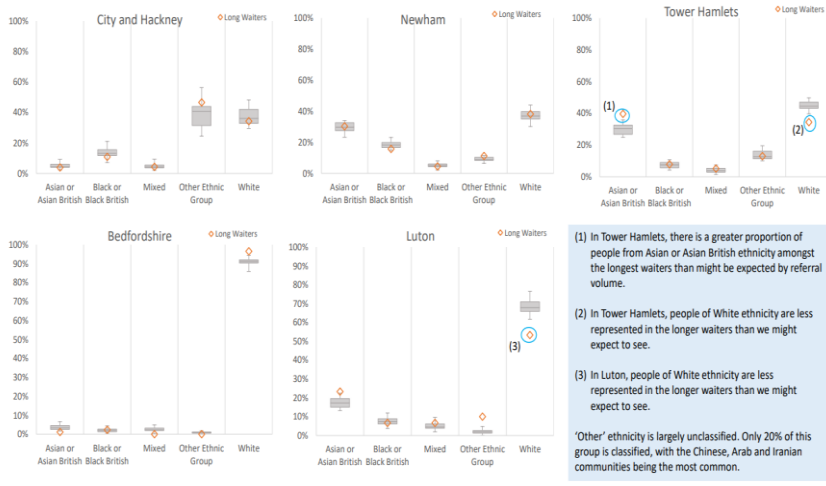 City and Hackney
Long Waiters
100%
80%
60%
40%
20%
0%
Asian or
Asian British
Black or
Black British
Mixed
Other Ethnic
Group
White
Newham
Long Waiters
100%
80%
60%
40%
20%
0%
Asian or
Asian British
Black or
Black British
Mixed
Other Ethnic
Group
White
Tower Hamlets
Long Waiters
100%
80%
60%
40%
20%
0%
(1)
(2)
Asian or
Asian British
Black or
Black British
Mixed
Other Ethnic
Group
White
Bedfordshire
Long Waiters
100%
90%
80%
70%
60%
50%
40%
30%
20%
10%
0%
Asian or
Asian British
Black or
Black British
Mixed
Other Ethnic
Group
White
Luton
Long Waiters
100%
90%
80%
70%
60%
50%
40%
30%
20%
10%
0%
(3)
Asian or
Asian British
Black or
Black British
Mixed
Other Ethnic
Group
White
(1) In Tower Hamlets, there is a greater proportion of
people from Asian or Asian British ethnicity amongst
the longest waiters than might be expected by referral
volume.
(2) In Tower Hamlets, people of White ethnicity are less
represented in the longer waiters than we might
expect to see.
(3) In Luton, people of White ethnicity are less
represented in the longer waiters than we might
expect to see.
'Other' ethnicity is largely unclassified. Only 20% of this
group is classified, with the Chinese, Arab and Iranian
communities being the most common.